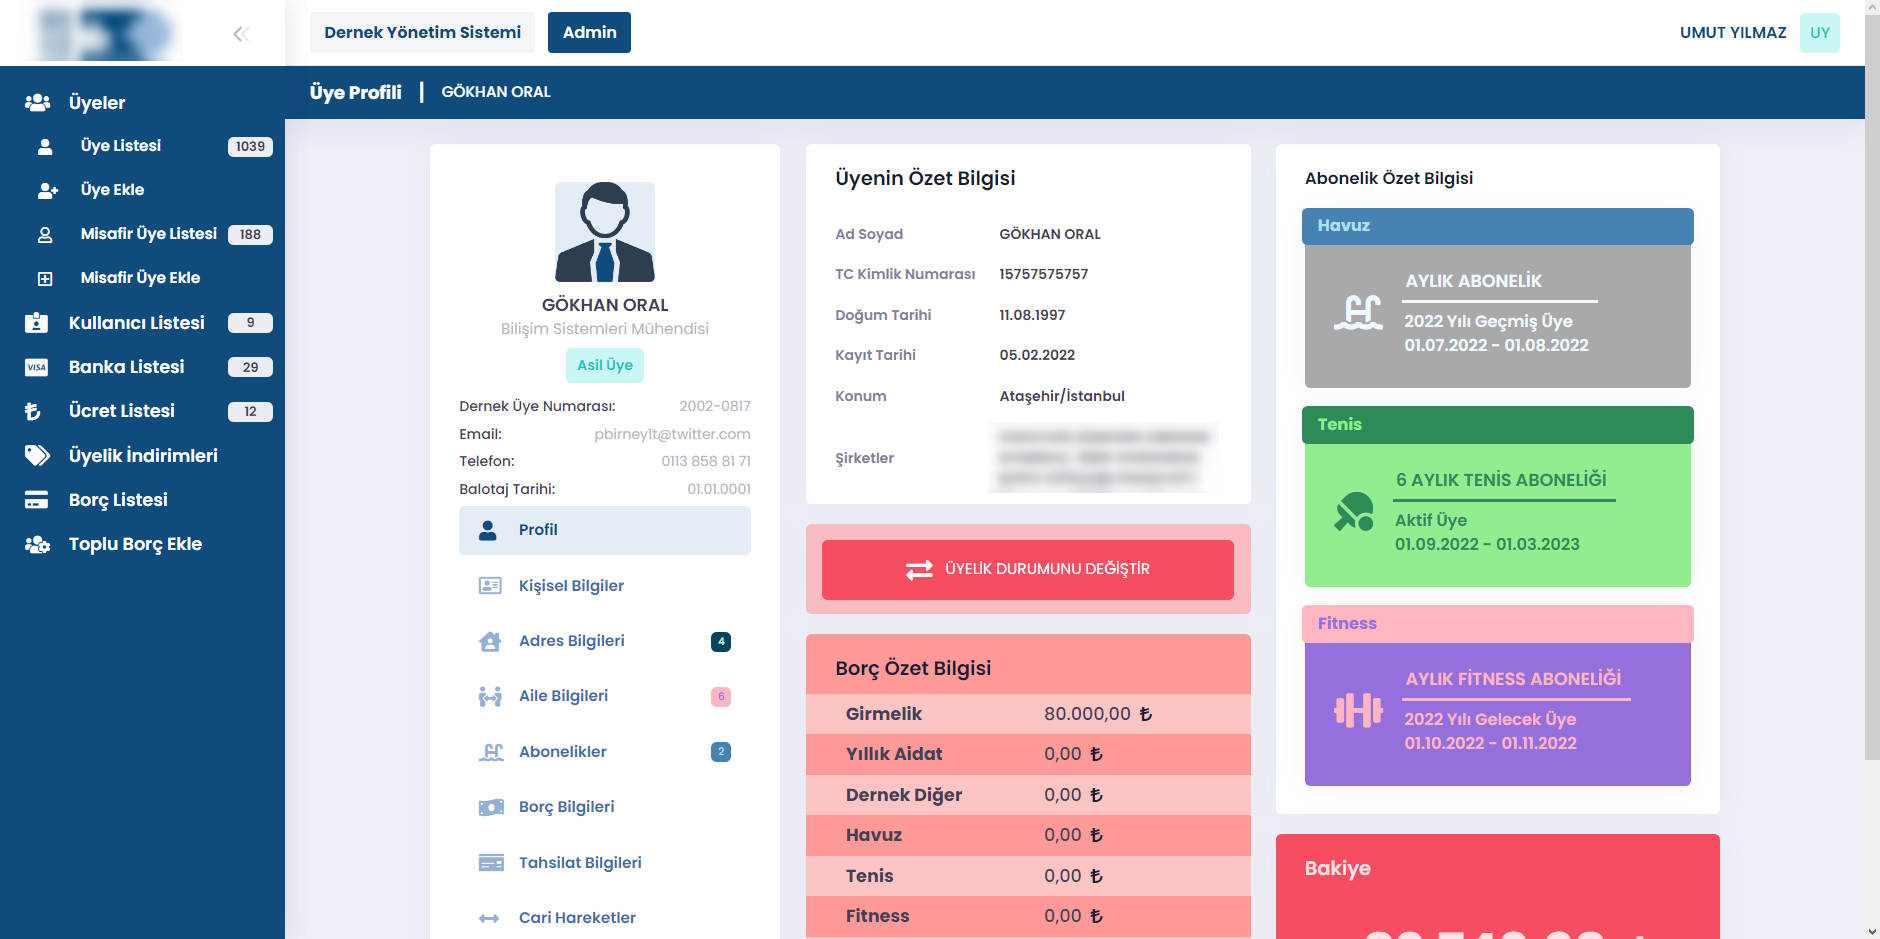 Dernek Yönetim Sistemi
Admin
UMUT YILMAZ
UY
Üyeler
Üye Listesi 1039
Üye Ekle
Misafir Üye Listesi 188
Misafir Üye Ekle
Kullanıcı Listesi 9
VISA Banka Listesi 29
Ücret Listesi 12
Üyelik İndirimleri
Borç Listesi
Toplu Borç Ekle
Üye Profili | GÖKHAN ORAL
GÖKHAN ORAL
Bilişim Sistemleri Mühendisi
Asil Üye
Dernek Üye Numarası: 2002-0817
Email: pbirney1t@twitter.com
Telefon: 0113 858 81 71
Balotaj Tarihi: 01.01.0001
Profil
Kişisel Bilgiler
Adres Bilgileri 4
Aile Bilgileri 6
Abonelikler 2
Borç Bilgileri
Tahsilat Bilgileri
Cari Hareketler
Üyenin Özet Bilgisi
Ad Soyad GÖKHAN ORAL
TC Kimlik Numarası 15757575757
Doğum Tarihi 11.08.1997
Kayıt Tarihi 05.02.2022
Konum Ataşehir/İstanbul
Şirketler
ÜYELİK DURUMUNU DEĞİŞTİR
Borç Özet Bilgisi
Girmelik 80.000,00 ₺
Yıllık Aidat 0,00 ₺
Dernek Diğer 0,00 ₺
Havuz 0,00 ₺
Tenis 0,00 ₺
Fitness 0,00 ₺
Abonelik Özet Bilgisi
Havuz
AYLIK ABONELİK
2022 Yılı Geçmiş Üye
01.07.2022 - 01.08.2022
Tenis
6 AYLIK TENİS ABONELİĞİ
Aktif Üye
01.09.2022 - 01.03.2023
Fitness
AYLIK FİTNESS ABONELİĞİ
2022 Yılı Gelecek Üye
01.10.2022 - 01.11.2022
Bakiye